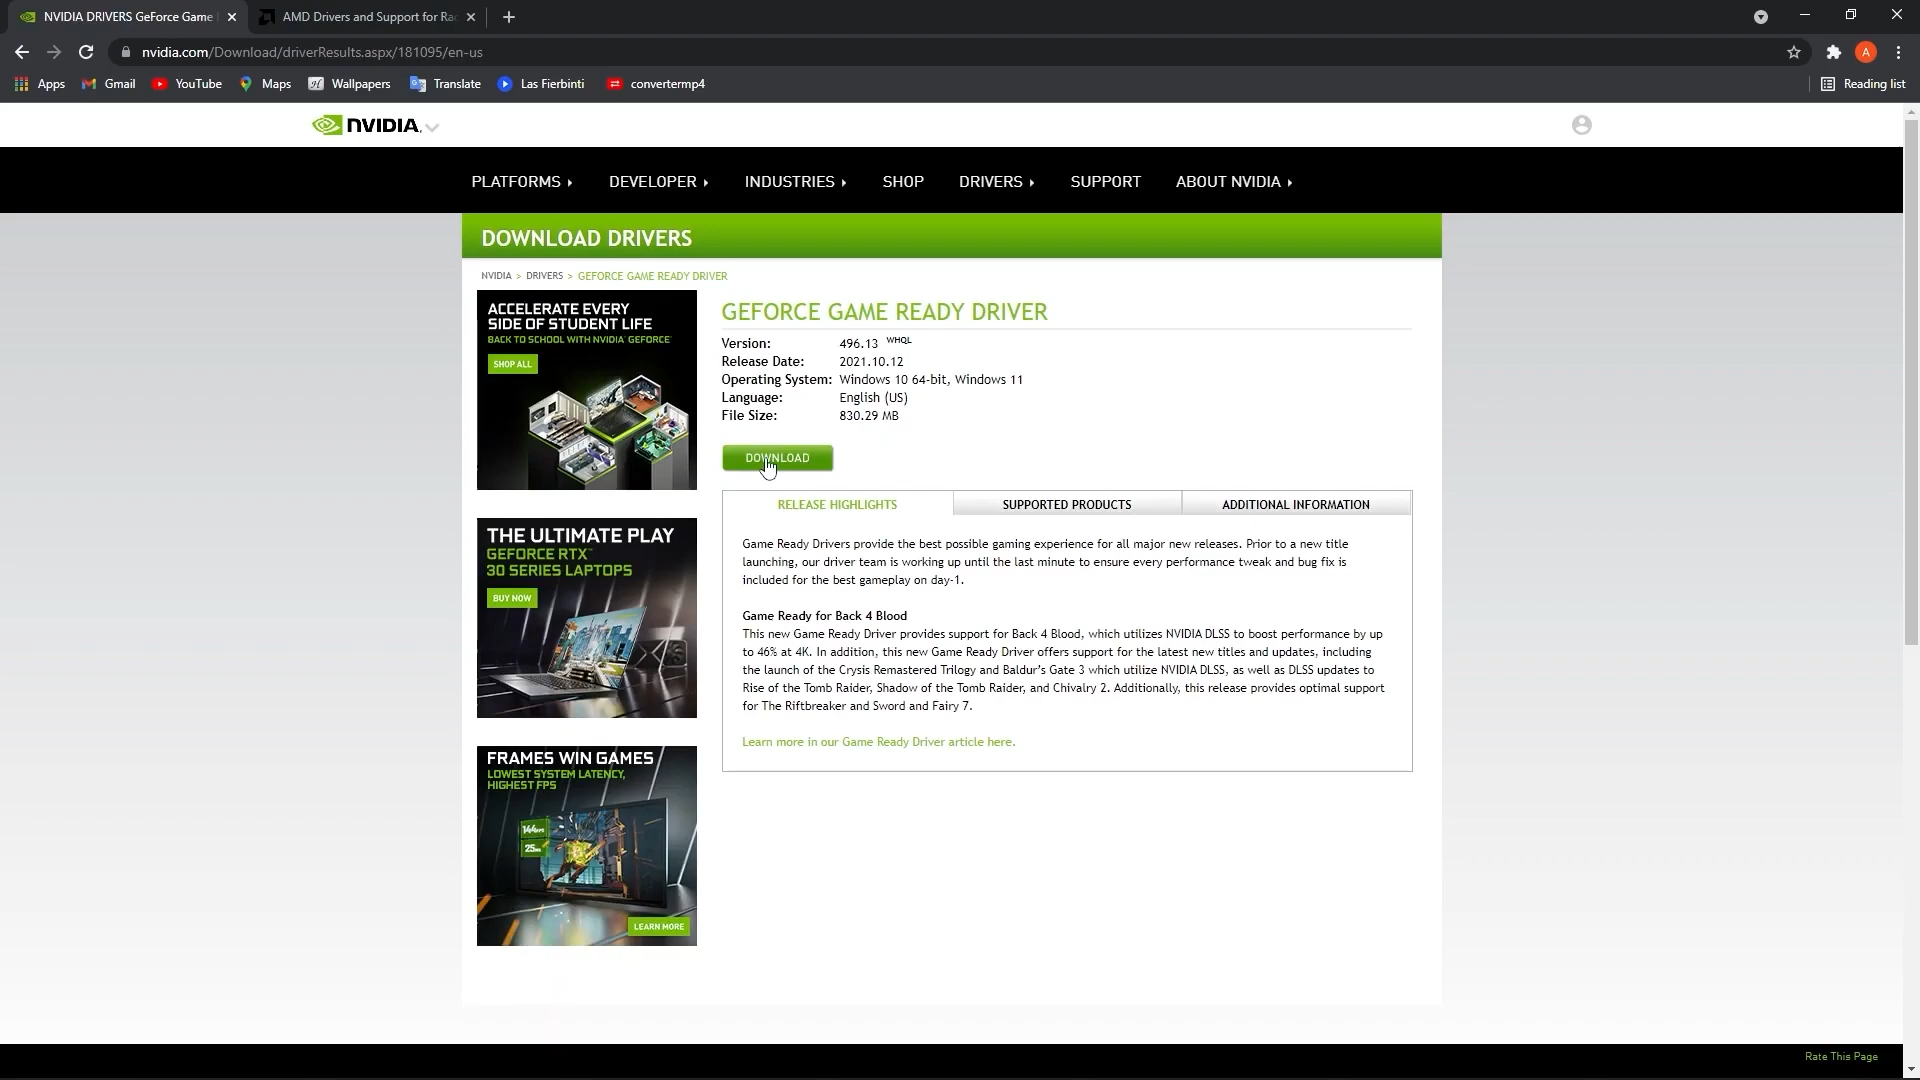 NVIDIA DRIVERS GeForce Game
AMD Drivers and Support for Rad
nvidia.com/Download/driverResults.aspx/181095/en-us
A
Apps
Gmail
YouTube
Maps
Wallpapers
Translate
Las Fierbinti
convertermp4
Reading list
NVIDIA.
PLATFORMS
DEVELOPER
INDUSTRIES
SHOP
DRIVERS
SUPPORT
ABOUT NVIDIA
DOWNLOAD DRIVERS
NVIDIA > DRIVERS > GEFORCE GAME READY DRIVER
ACCELERATE EVERY
SIDE OF STUDENT LIFE
BACK TO SCHOOL WITH NVIDIA GEFORCE
SHOP ALL
GEFORCE GAME READY DRIVER
Version: 496.13 WHQL
Release Date: 2021.10.12
Operating System: Windows 10 64-bit, Windows 11
Language: English (US)
File Size: 830.29 MB
DOWNLOAD
RELEASE HIGHLIGHTS
SUPPORTED PRODUCTS
ADDITIONAL INFORMATION
Game Ready Drivers provide the best possible gaming experience for all major new releases. Prior to a new title
launching, our driver team is working up until the last minute to ensure every performance tweak and bug fix is
included for the best gameplay on day-1.
Game Ready for Back 4 Blood
This new Game Ready Driver provides support for Back 4 Blood, which utilizes NVIDIA DLSS to boost performance by up
to 46% at 4K. In addition, this new Game Ready Driver offers support for the latest new titles and updates, including
the launch of the Crysis Remastered Trilogy and Baldur's Gate 3 which utilize NVIDIA DLSS, as well as DLSS updates to
Rise of the Tomb Raider, Shadow of the Tomb Raider, and Chivalry 2. Additionally, this release provides optimal support
for The Riftbreaker and Sword and Fairy 7.
Learn more in our Game Ready Driver article here.
THE ULTIMATE PLAY
GEFORCE RTX™
30 SERIES LAPTOPS
BUY NOW
FRAMES WIN GAMES
LOWEST SYSTEM LATENCY,
HIGHEST FPS
LEARN MORE
Rate This Page